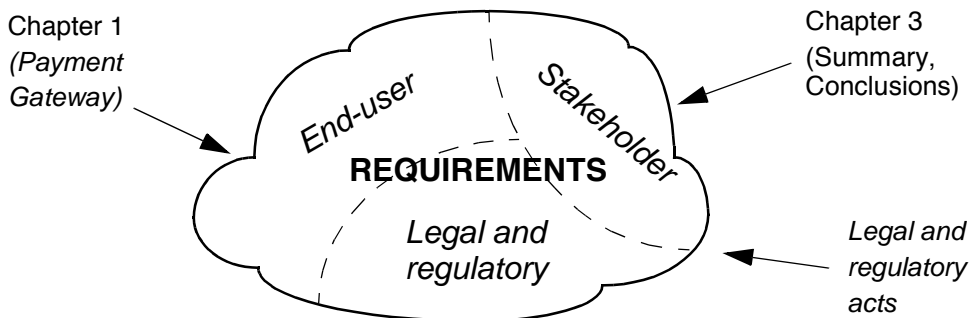 Chapter 1
(Payment
Gateway)
End-user
Stakeholder
Chapter 3
(Summary,
Conclusions)
REQUIREMENTS
Legal and
regulatory
Legal and
regulatory
acts